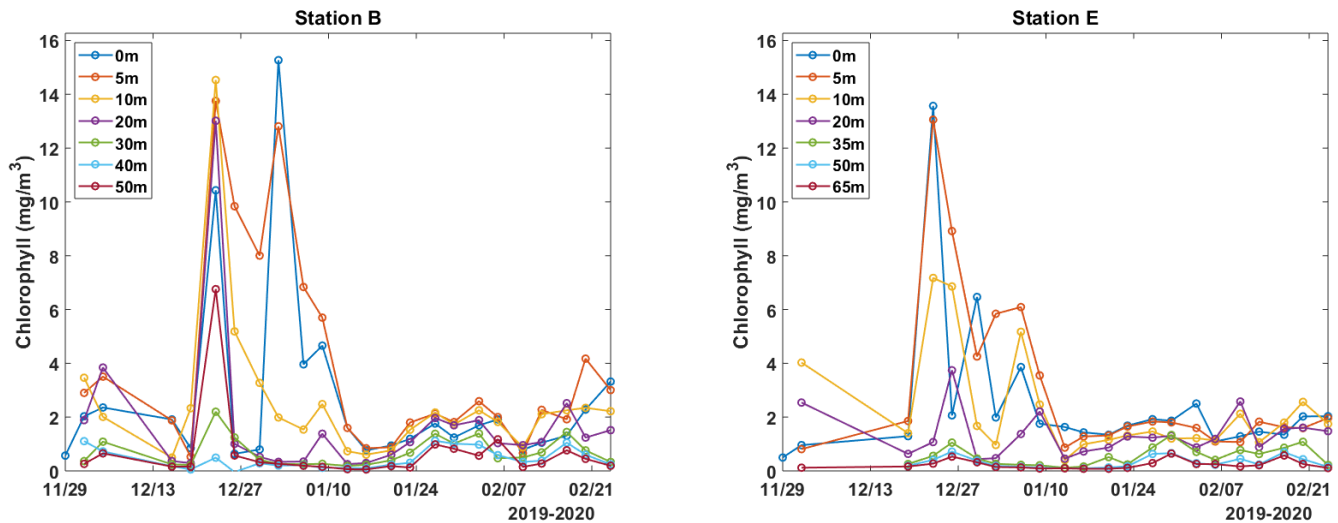 Station B
16
14
12
10
8
6
4
2
0
Chlorophyll (mg/m³)
0m
5m
10m
20m
30m
40m
50m
11/29
12/13
12/27
01/10
01/24
02/07
02/21
2019-2020
Station E
16
14
12
10
8
6
4
2
0
Chlorophyll (mg/m³)
0m
5m
10m
20m
35m
50m
65m
11/29
12/13
12/27
01/10
01/24
02/07
02/21
2019-2020